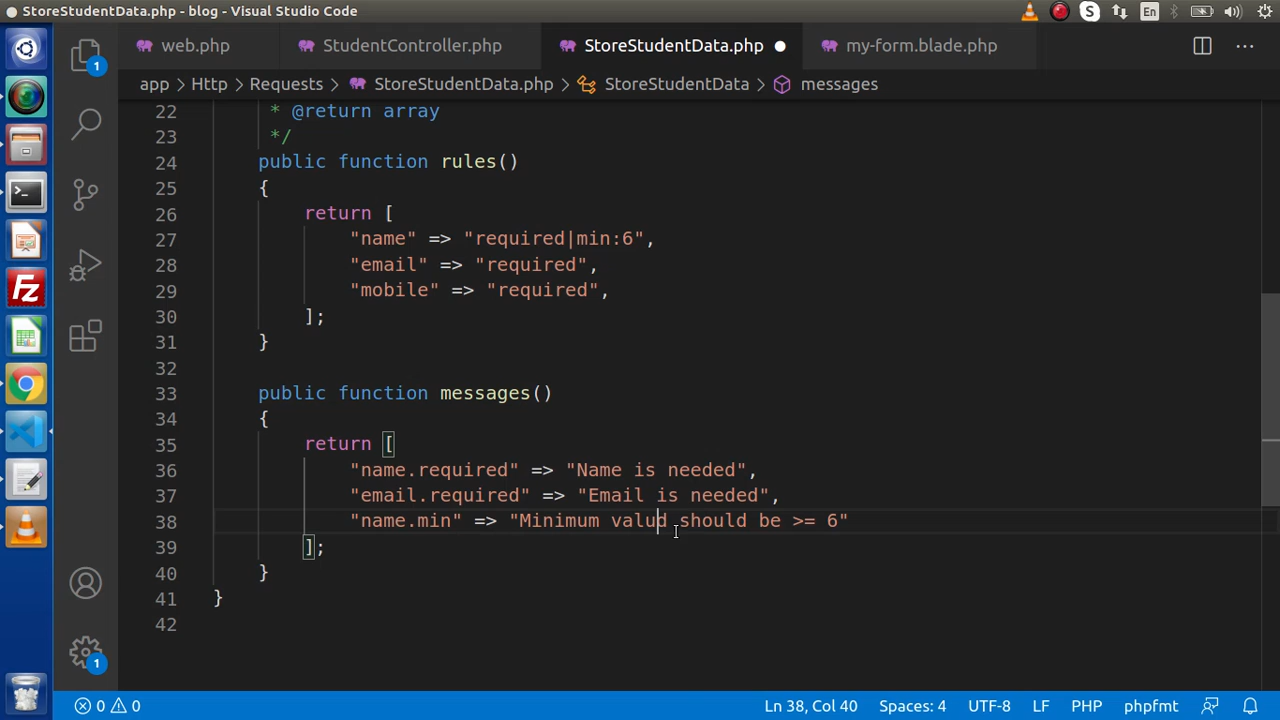 StoreStudentData.php - blog - Visual Studio Code
En
web.php
StudentController.php
StoreStudentData.php
my-form.blade.php
app > Http > Requests > StoreStudentData.php > StoreStudentData > messages
22 * @return array
23 */
24 public function rules()
25 {
26 return [
27 "name" => "required|min:6",
28 "email" => "required",
29 "mobile" => "required",
30 ];
31 }
32
33 public function messages()
34 {
35 return [
36 "name.required" => "Name is needed",
37 "email.required" => "Email is needed",
38 "name.min" => "Minimum valud should be >= 6"
39 ];
40 }
41 }
42
1
1
Fz
S
0 0
Ln 38, Col 40
Spaces: 4
UTF-8
LF
PHP
phpfmt